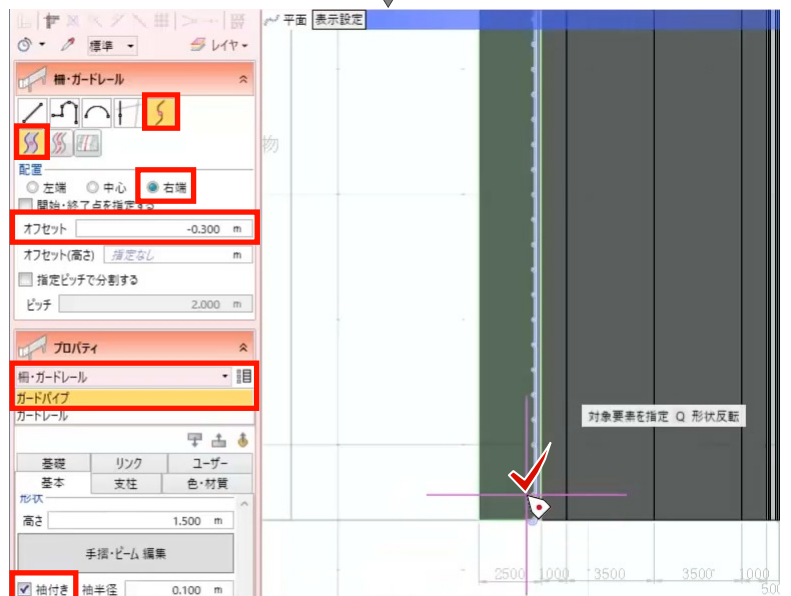 平面 表示設定
標準 レイヤ
柵・ガードレール
配置
左端 中心 右端
開始・終了点を指定する
オフセット -0.300 m
オフセット(高さ) 指定なし m
指定ピッチで分割する
ピッチ 2.000 m
プロパティ
柵・ガードレール
ガードパイプ
ガードレール
基礎 リンク ユーザー
基本 支柱 色・材質
形状
高さ 1.500 m
手摺・ビーム 編集
袖付き 袖半径 0.100 m
物
対象要素を指定 Q 形状反転
2500 1000 3500 3500 1000
500